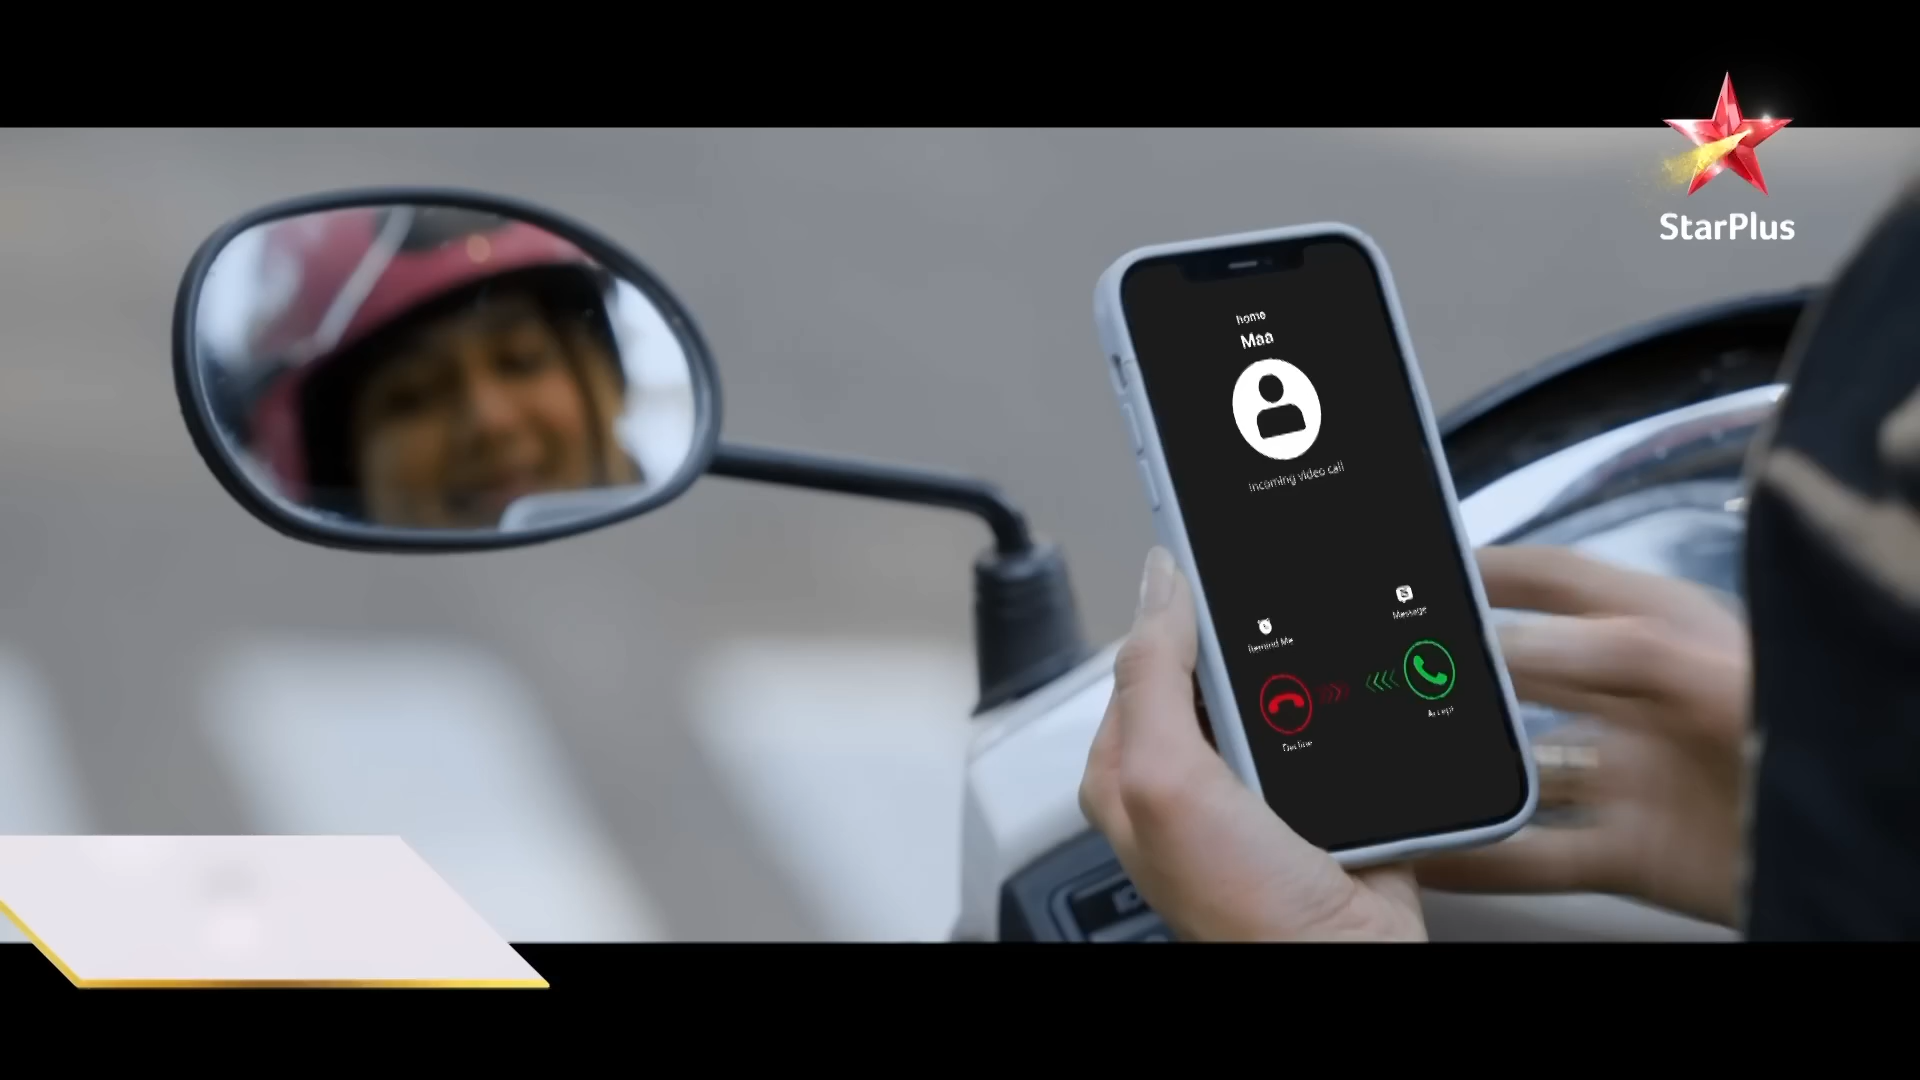 StarPlus
home
Maa
Incoming video call
Message
Remind Me
Accept
Decline